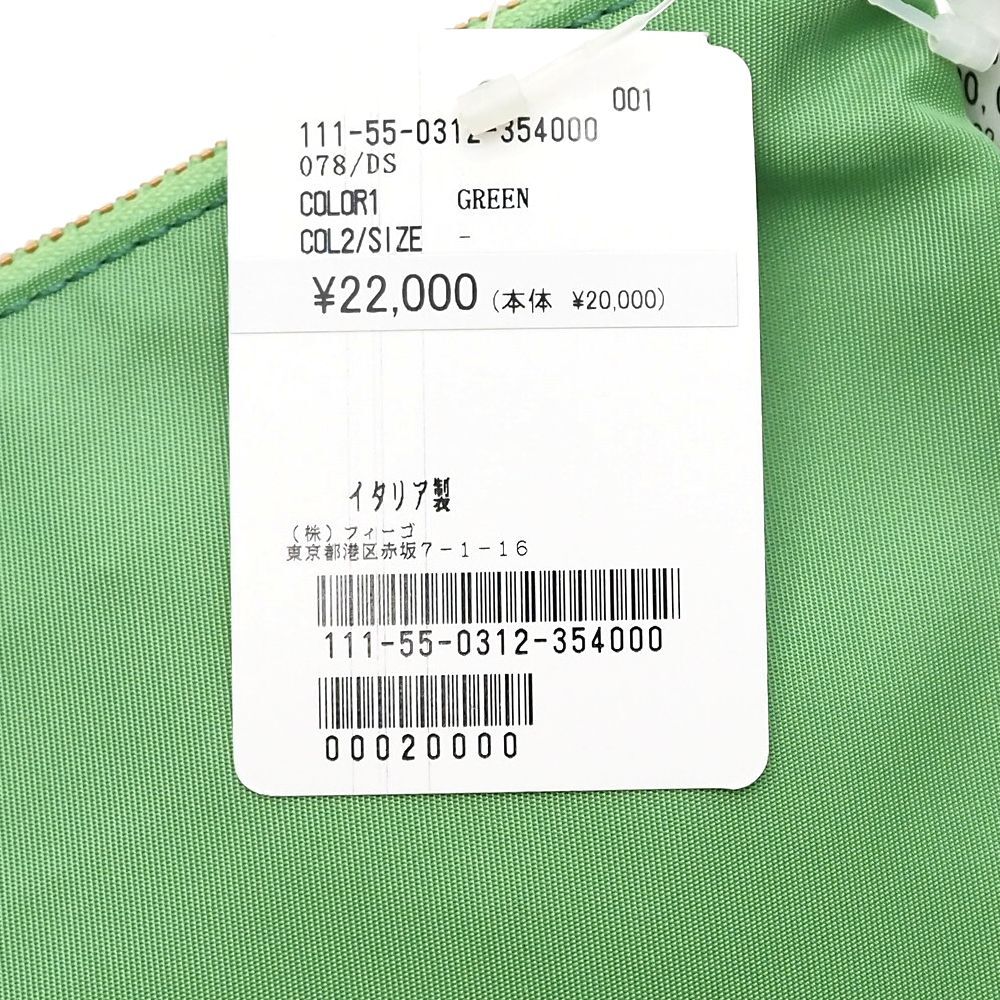 001
111-55-0312-354000
078/DS
COLOR1 GREEN
COL2/SIZE -
¥22,000 (本体 ¥20,000)
イタリア製
(株)フィーゴ
東京都港区赤坂7-1-16
111-55-0312-354000
00020000